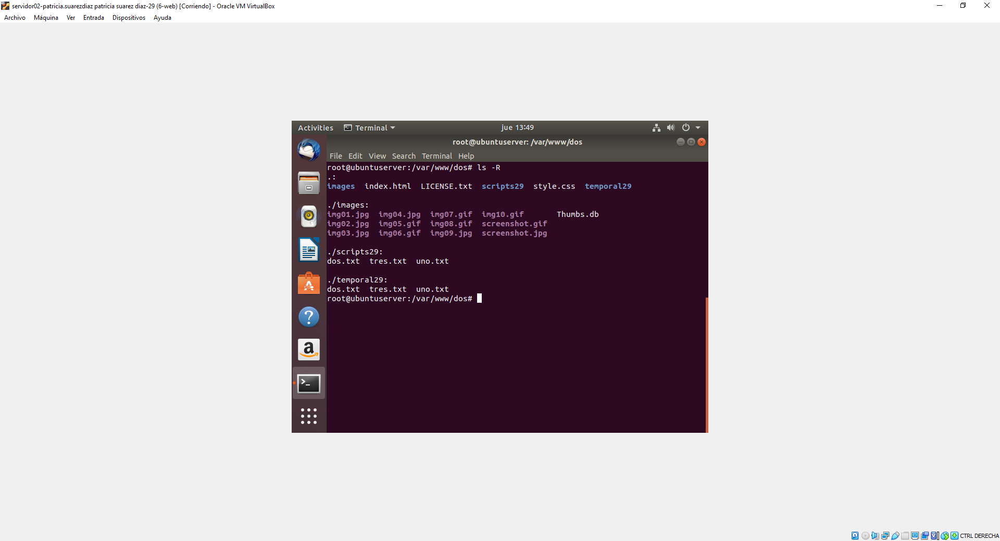 servidor02-patricia.suarezdiaz patricia suarez diaz-29 (6-web) [Corriendo] - Oracle VM VirtualBox
Archivo Máquina Ver Entrada Dispositivos Ayuda
Activities Terminal jue 13:49
root@ubuntuserver: /var/www/dos
File Edit View Search Terminal Help
root@ubuntuserver:/var/www/dos# ls -R
.:
images index.html LICENSE.txt scripts29 style.css temporal29
./images:
img01.jpg img04.jpg img07.gif img10.gif Thumbs.db
img02.jpg img05.gif img08.gif screenshot.gif
img03.jpg img06.gif img09.jpg screenshot.jpg
./scripts29:
dos.txt tres.txt uno.txt
./temporal29:
dos.txt tres.txt uno.txt
root@ubuntuserver:/var/www/dos#
CTRL DERECHA